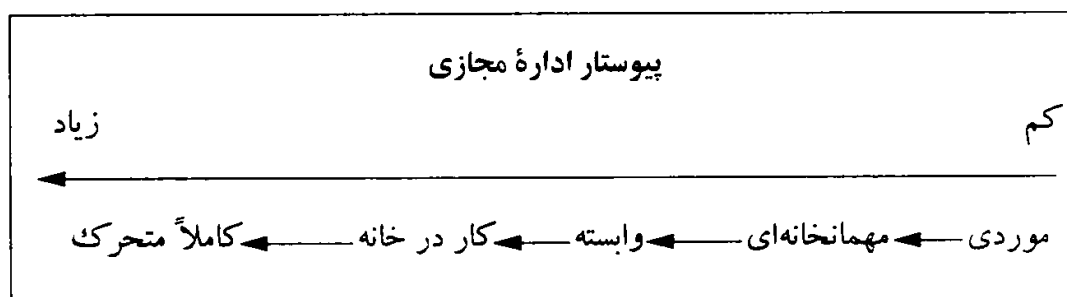 پیوستار ادارهٔ مجازی
کم زیاد
موردی مهمانخانه‌ای وابسته کار در خانه کاملاً متحرک